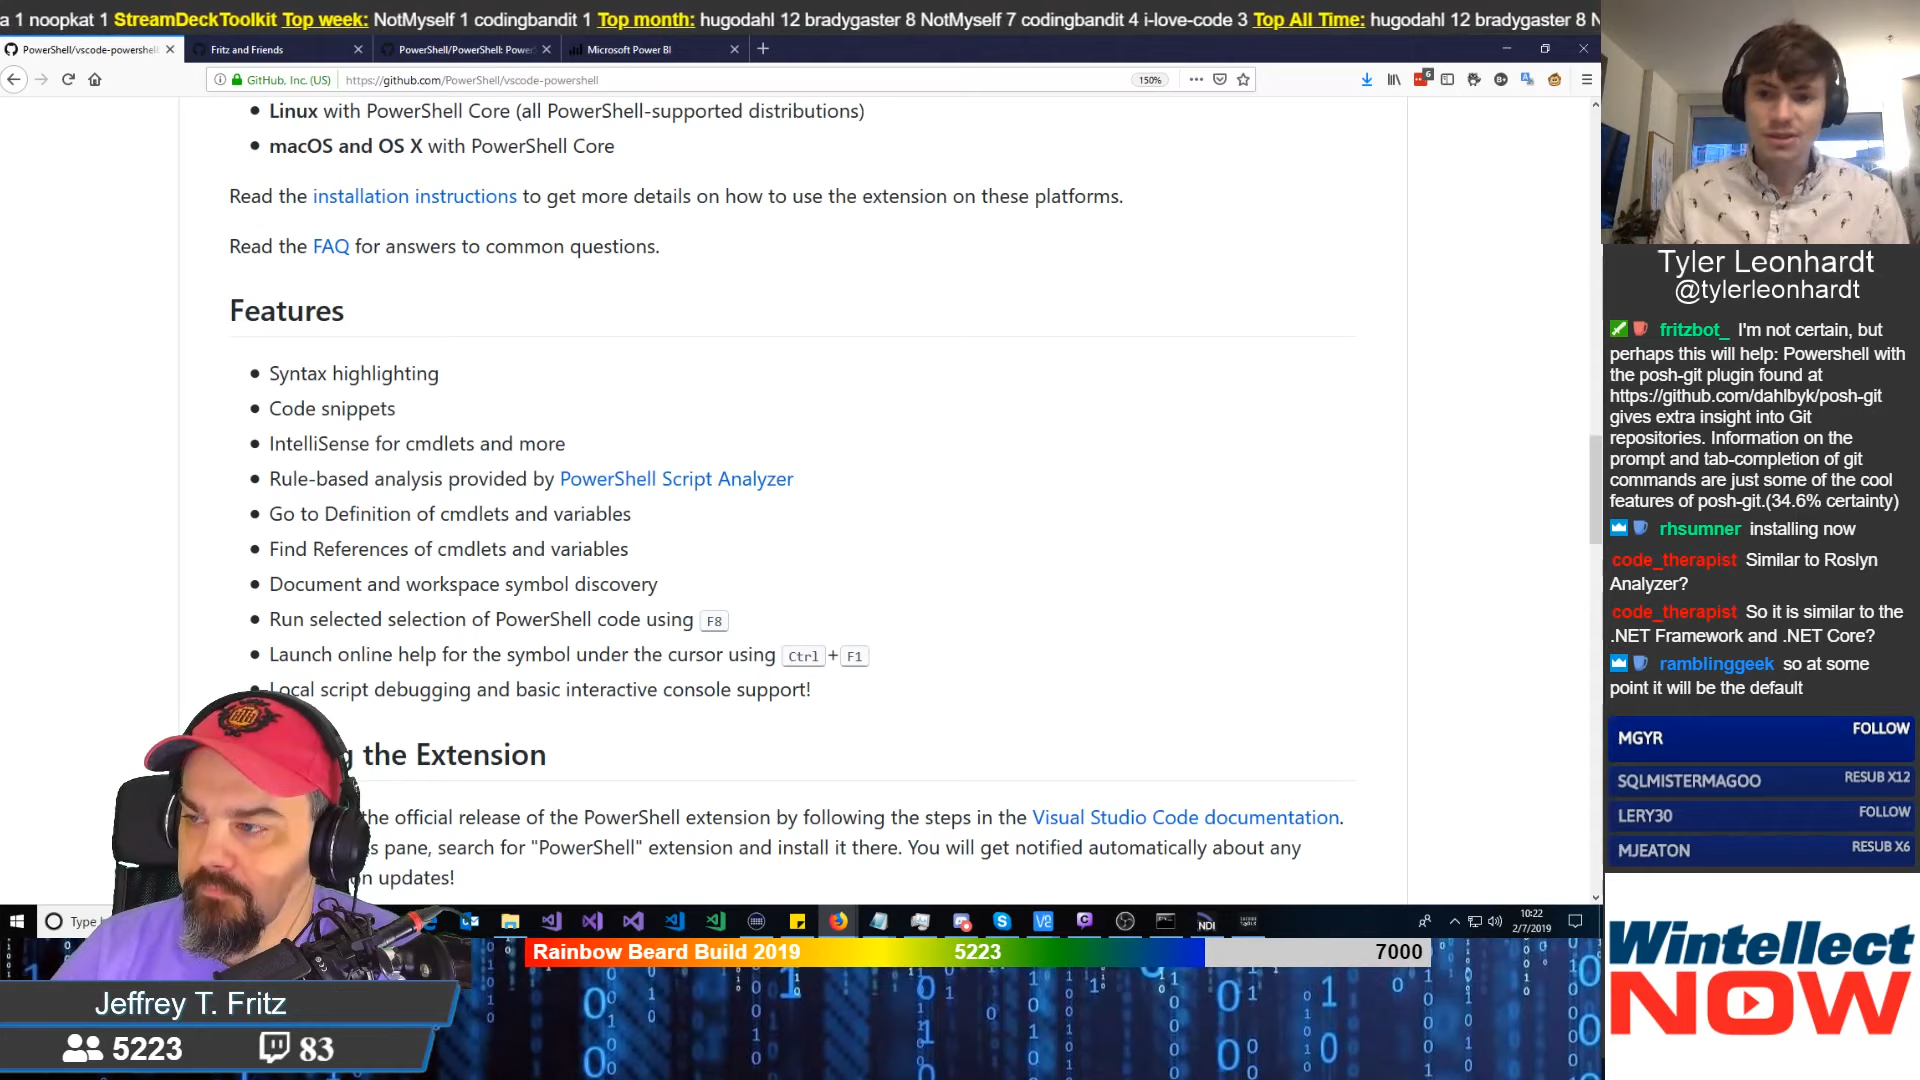 a 1 noopkat 1 StreamDeckToolkit Top week: NotMyself 1 codingbandit 1 Top month: hugodahl 12 bradygaster 8 NotMyself 7 codingbandit 4 i-love-code 3 Top All Time: hugodahl 12 bradygaster 8 N
PowerShell/vscode-powershell
Fritz and Friends
PowerShell/PowerShell: Power
Microsoft Power BI
GitHub, Inc. (US)
https://github.com/PowerShell/vscode-powershell
150%
6
Linux with PowerShell Core (all PowerShell-supported distributions)
macOS and OS X with PowerShell Core
Read the installation instructions to get more details on how to use the extension on these platforms.
Read the FAQ for answers to common questions.
Features
Syntax highlighting
Code snippets
IntelliSense for cmdlets and more
Rule-based analysis provided by PowerShell Script Analyzer
Go to Definition of cmdlets and variables
Find References of cmdlets and variables
Document and workspace symbol discovery
Run selected selection of PowerShell code using F8
Launch online help for the symbol under the cursor using Ctrl+F1
Local script debugging and basic interactive console support!
g the Extension
the official release of the PowerShell extension by following the steps in the Visual Studio Code documentation.
s pane, search for "PowerShell" extension and install it there. You will get notified automatically about any
n updates!
Type
NDI
10:22
2/7/2019
Rainbow Beard Build 2019
5223
7000
Jeffrey T. Fritz
5223
83
Tyler Leonhardt
@tylerleonhardt
fritzbot_ I'm not certain, but
perhaps this will help: Powershell with
the posh-git plugin found at
https://github.com/dahlbyk/posh-git
gives extra insight into Git
repositories. Information on the
prompt and tab-completion of git
commands are just some of the cool
features of posh-git.(34.6% certainty)
rhsumner installing now
code_therapist Similar to Roslyn
Analyzer?
code_therapist So it is similar to the
.NET Framework and .NET Core?
ramblinggeek so at some
point it will be the default
MGYR FOLLOW
SQLMISTERMAGOO RESUB X12
LERY30 FOLLOW
MJEATON RESUB X6
Wintellect
NOW